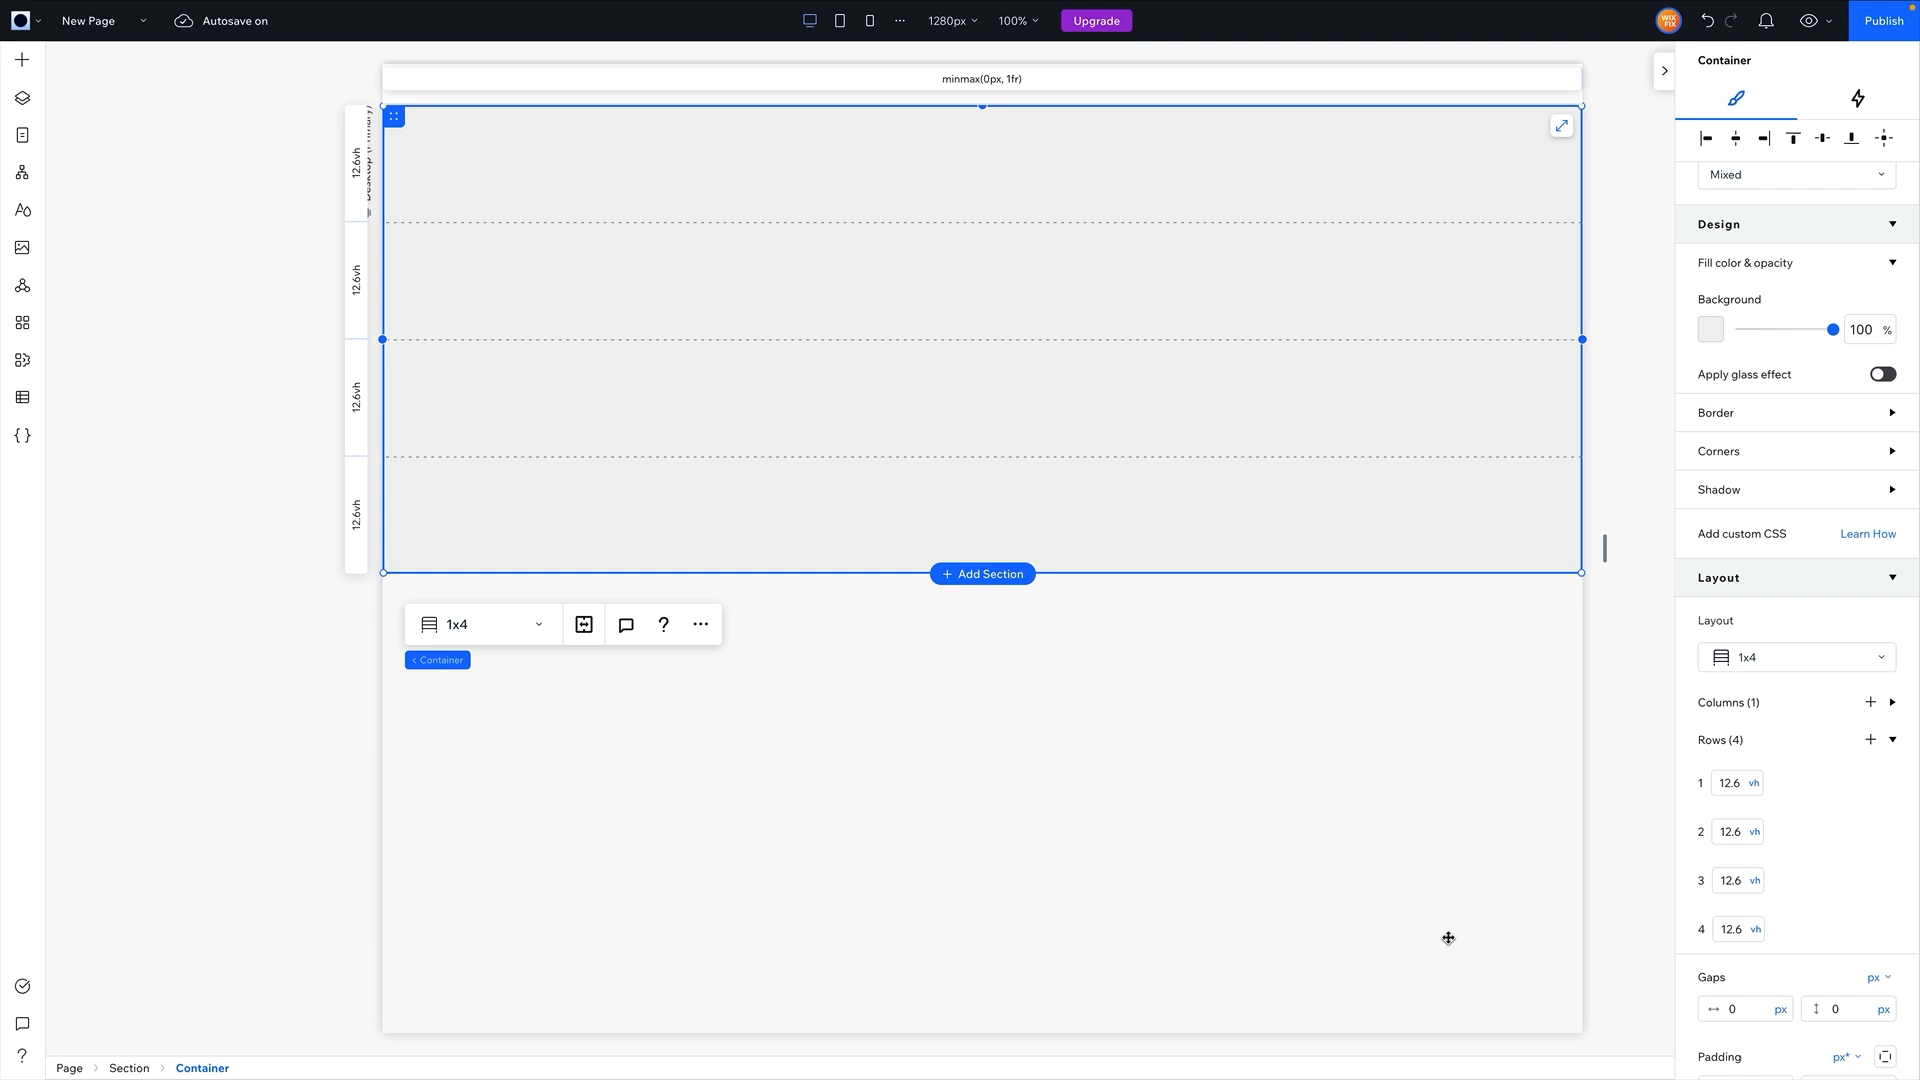 New Page
Autosave on
1280px
100%
Upgrade
WIX
FIX
Publish
minmax(0px, 1fr)
12.6vh
12.6vh
12.6vh
12.6vh
+ Add Section
1x4
?
< Container
?
Page > Section > Container
Container
Mixed
Design
Fill color & opacity
Background
100 %
Apply glass effect
Border
Corners
Shadow
Add custom CSS Learn How
Layout
Layout
1x4
Columns (1)
Rows (4)
1 12.6 vh
2 12.6 vh
3 12.6 vh
4 12.6 vh
Gaps px
0 px 0 px
Padding px*